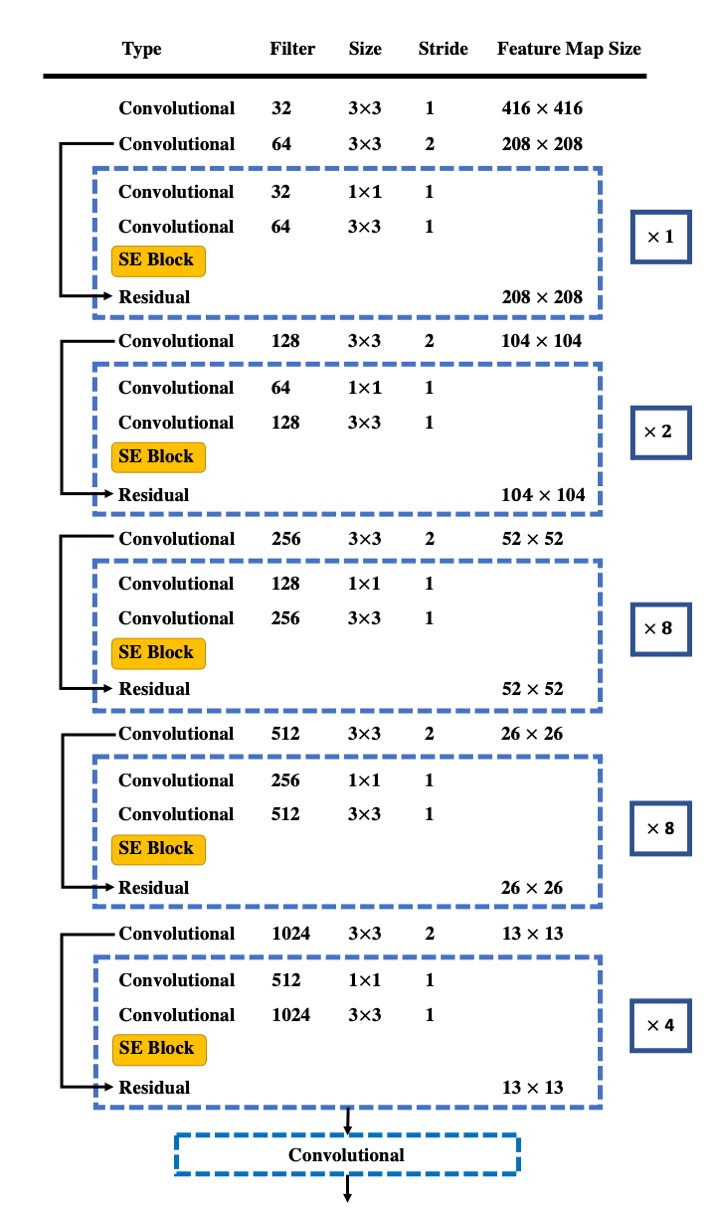 Type Filter Size Stride Feature Map Size
Convolutional 32 3×3 1 416 × 416
Convolutional 64 3×3 2 208 × 208
Convolutional 32 1×1 1
Convolutional 64 3×3 1
× 1
SE Block
Residual 208 × 208
Convolutional 128 3×3 2 104 × 104
Convolutional 64 1×1 1
Convolutional 128 3×3 1
× 2
SE Block
Residual 104 × 104
Convolutional 256 3×3 2 52 × 52
Convolutional 128 1×1 1
Convolutional 256 3×3 1
× 8
SE Block
Residual 52 × 52
Convolutional 512 3×3 2 26 × 26
Convolutional 256 1×1 1
Convolutional 512 3×3 1
× 8
SE Block
Residual 26 × 26
Convolutional 1024 3×3 2 13 × 13
Convolutional 512 1×1 1
Convolutional 1024 3×3 1
× 4
SE Block
Residual 13 × 13
Convolutional